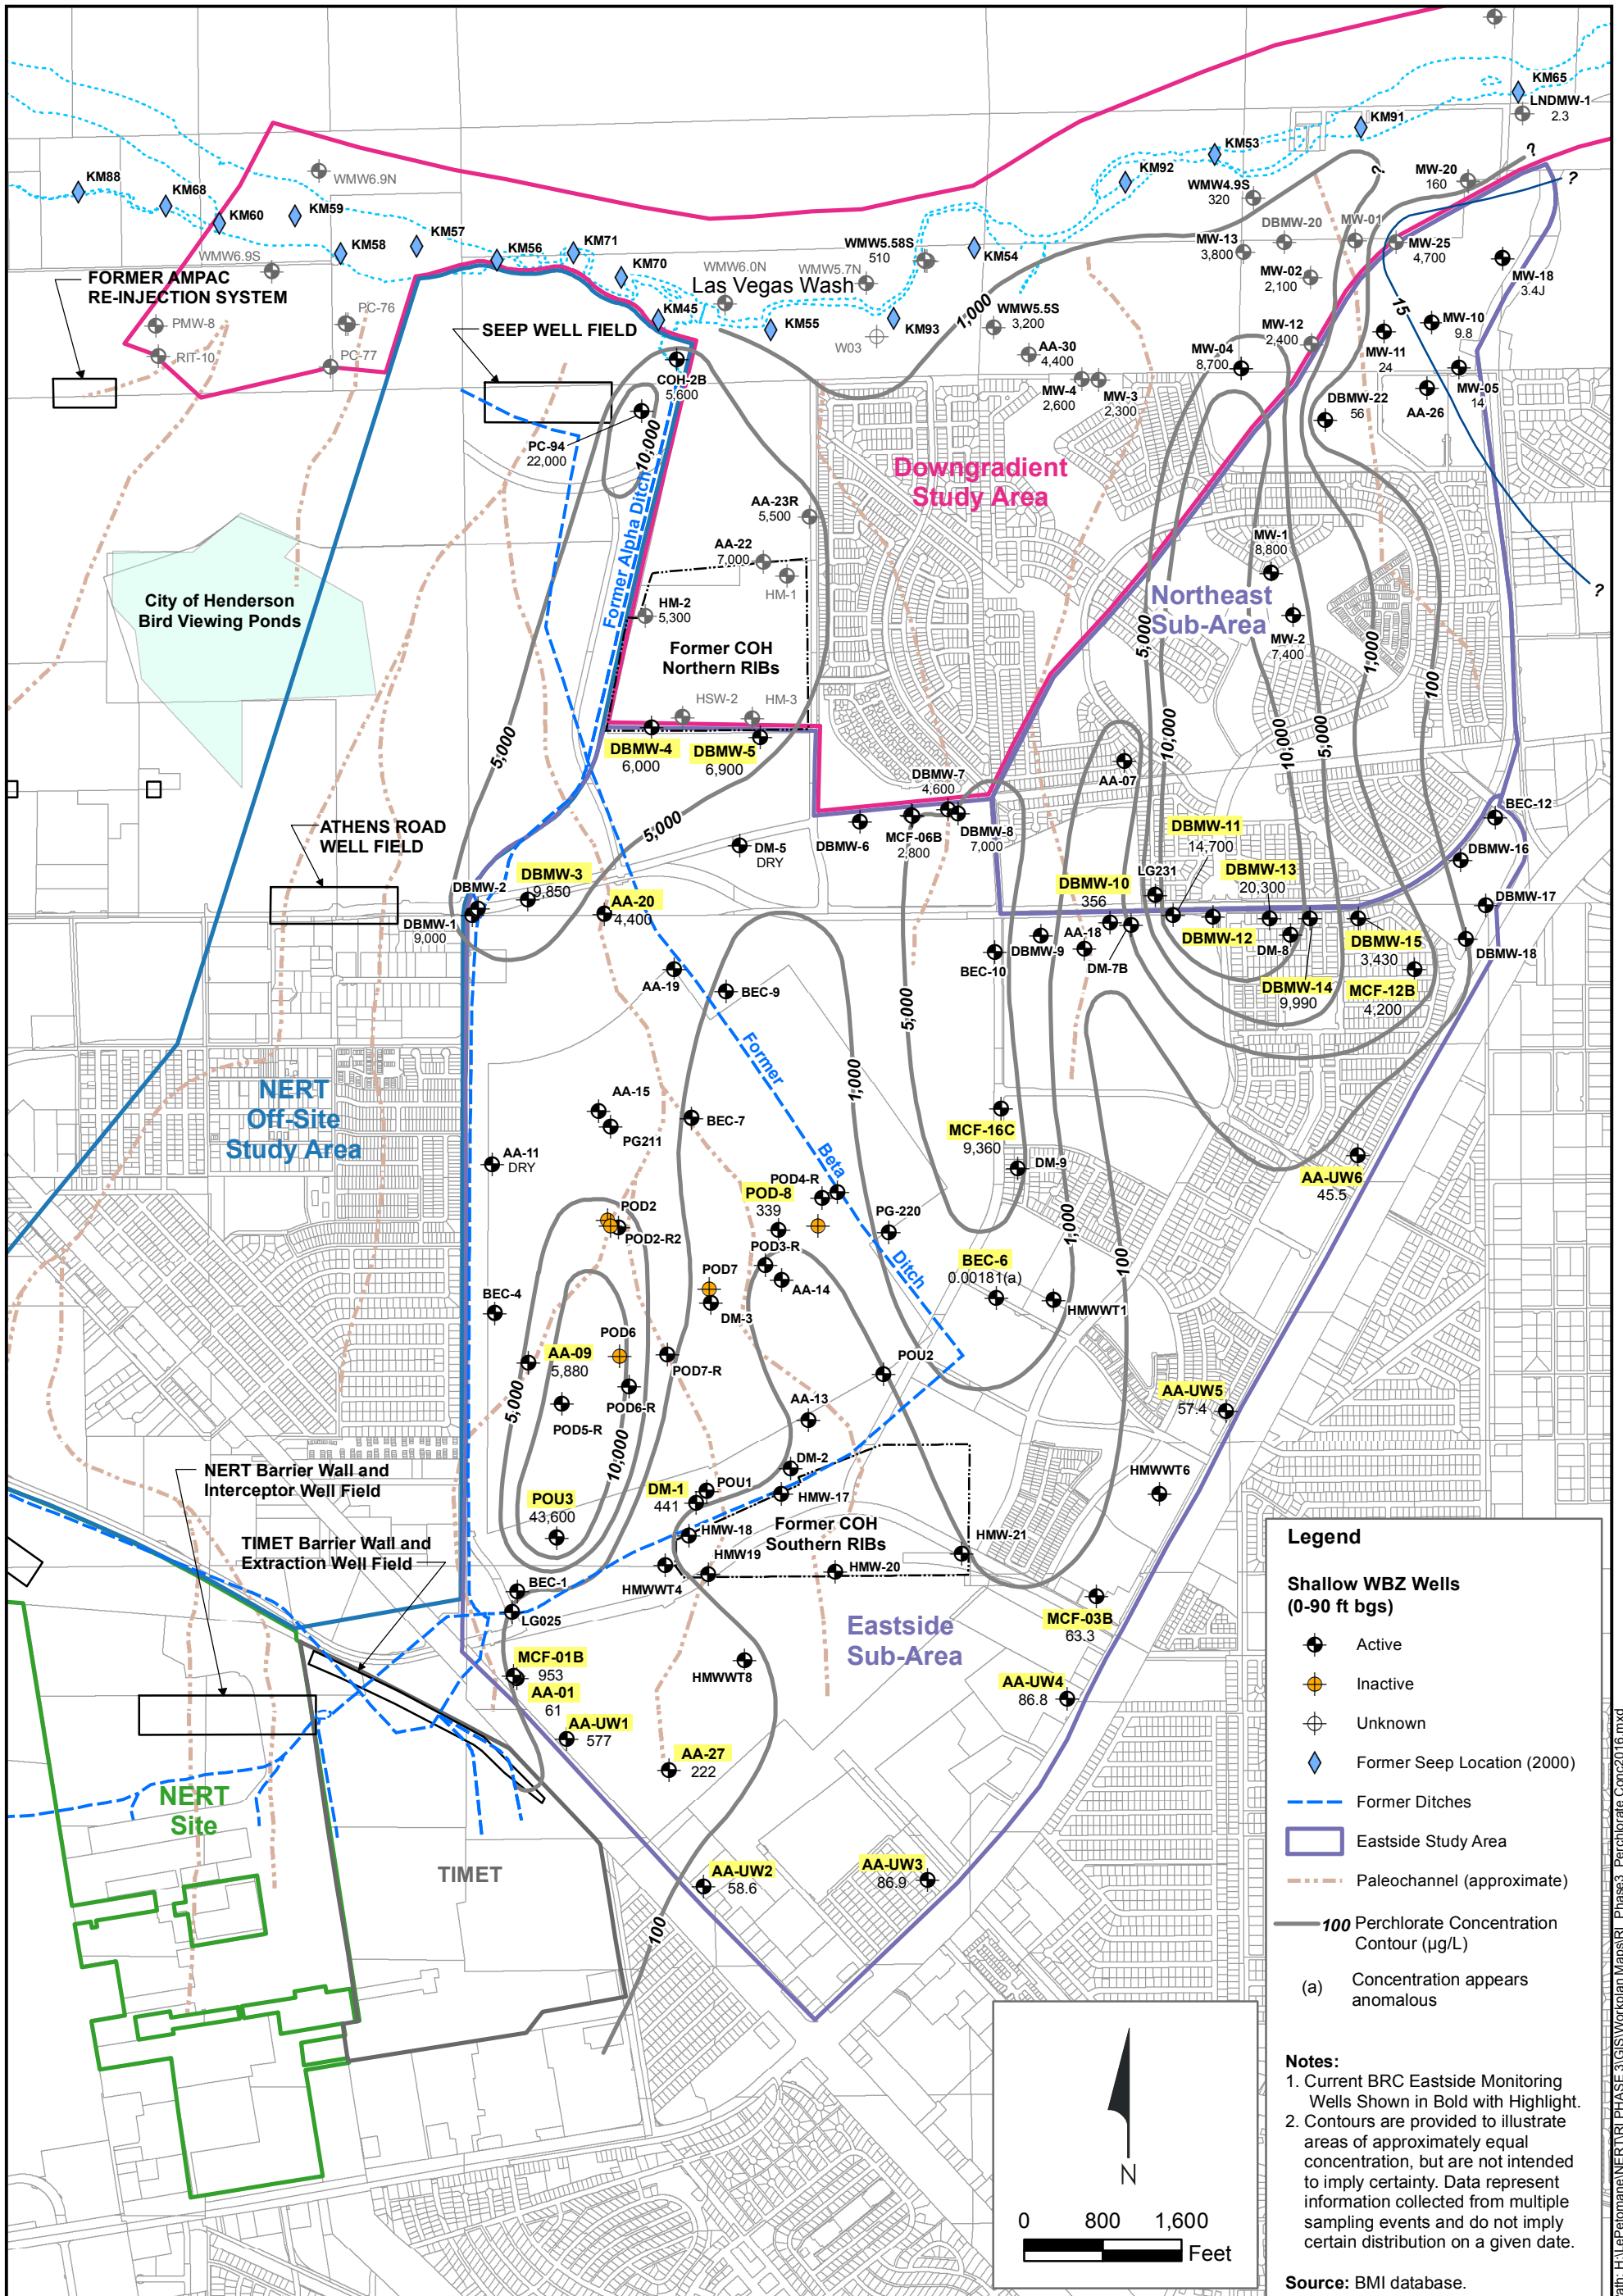 KM65
LNDMW-1
2.3
KM91
KM53
KM92
MW-20
160
?
?
?
KM88
KM68
KM60
WMW6.9N
KM59
KM58
KM57
KM56
KM71
KM70
WMW6.9S
WMW4.9S
320
DBMW-20
MW-01
MW-13
3,800
MW-25
4,700
MW-02
2,100
MW-18
3.4J
WMW5.58S
510
KM54
WMW6.0N
WMW5.7N
Las Vegas Wash
KM45
KM55
KM93
W03
1,000
WMW5.5S
3,200
15
MW-10
9.8
MW-12
2,400
MW-11
24
MW-04
8,700
MW-05
14
AA-26
DBMW-22
56
AA-30
4,400
MW-4
2,600
MW-3
2,300
FORMER AMPAC
RE-INJECTION SYSTEM
PMW-8
PC-76
RIT-10
PC-77
SEEP WELL FIELD
COH-2B
5,600
PC-94
22,000
10,000
Former Alpha Ditch
Downgradient
Study Area
AA-23R
5,500
AA-22
7,000
HM-1
HM-2
5,300
Former COH
Northern RIBs
HSW-2
HM-3
MW-1
8,800
Northeast
Sub-Area
MW-2
7,400
5,000
1,000
100
?
City of Henderson
Bird Viewing Ponds
5,000
DBMW-4
6,000
DBMW-5
6,900
10,000
10,000
5,000
AA-07
DBMW-7
4,600
DBMW-6
MCF-06B
2,800
DBMW-8
7,000
BEC-12
DBMW-16
DBMW-17
DBMW-18
ATHENS ROAD
WELL FIELD
5,000
DM-5
DRY
DBMW-2
DBMW-3
9,850
DBMW-1
9,000
AA-20
4,400
DBMW-11
14,700
LG231
DBMW-13
20,300
DBMW-10
356
DBMW-12
DM-8
DBMW-15
3,430
DBMW-14
9,990
MCF-12B
4,200
AA-18
DBMW-9
DM-7B
BEC-10
AA-19
BEC-9
5,000
Former
1,000
NERT
Off-Site
Study Area
AA-15
PG211
BEC-7
AA-11
DRY
Beta
MCF-16C
9,360
DM-9
AA-UW6
45.5
POD4-R
POD-8
339
POD2
POD2-R2
PG-220
POD3-R
Ditch
1,000
100
BEC-6
0.00181(a)
HMWWT1
POD7
AA-14
DM-3
BEC-4
POD6
AA-09
5,880
POD7-R
POU2
POD6-R
POD5-R
5,000
10,000
AA-13
AA-UW5
57.4
NERT Barrier Wall and
Interceptor Well Field
DM-2
HMWWT6
POU3
43,600
DM-1
441
POU1
HMW-17
Former COH
Southern RIBs
HMW-18
HMW-21
TIMET Barrier Wall and
Extraction Well Field
HMW19
HMW-20
HMWWT4
BEC-1
LG025
MCF-03B
63.3
Eastside
Sub-Area
MCF-01B
953
AA-01
61
HMWWT8
AA-UW4
86.8
AA-UW1
577
AA-27
222
NERT
Site
TIMET
AA-UW2
58.6
AA-UW3
86.9
100
Legend
Shallow WBZ Wells
(0-90 ft bgs)
Active
Inactive
Unknown
Former Seep Location (2000)
Former Ditches
Eastside Study Area
Paleochannel (approximate)
100 Perchlorate Concentration
Contour (µg/L)
(a) Concentration appears
anomalous
Notes:
1. Current BRC Eastside Monitoring
Wells Shown in Bold with Highlight.
2. Contours are provided to illustrate
areas of approximately equal
concentration, but are not intended
to imply certainty. Data represent
information collected from multiple
sampling events and do not imply
certain distribution on a given date.
Source: BMI database.
N
0 800 1,600
Feet